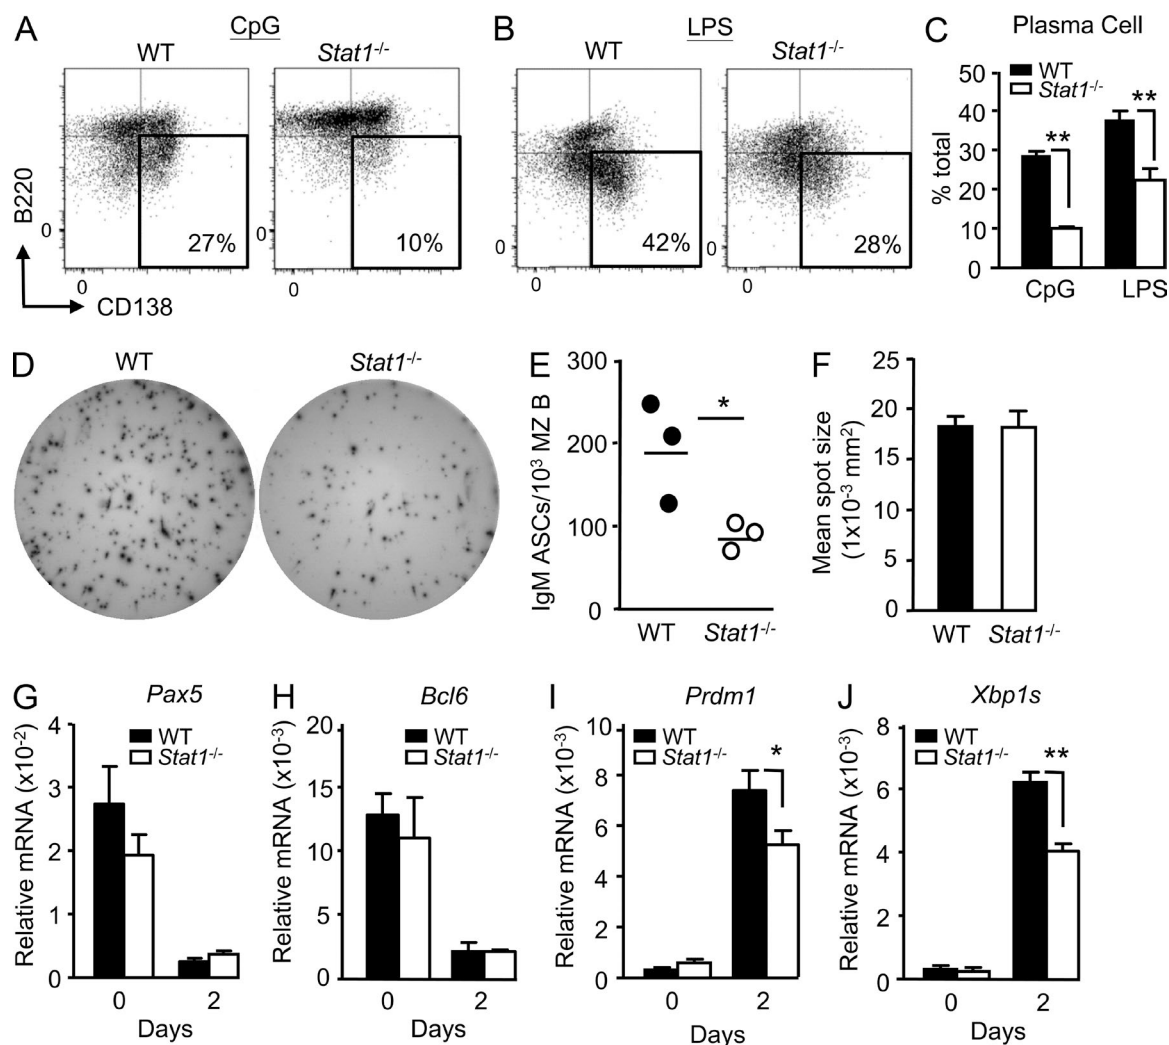 A CpG B LPS C Plasma Cell
WT Stat1-/- WT Stat1-/-
WT
Stat1-/-
50
40
30
20
10
0
% total
** **
CpG LPS
B220
0 0 0 0
27% 10% 42% 28%
0 0 0 0
CD138
D WT Stat1-/-
E
300
200
100
0
IgM ASCs/10³ MZ B
*
WT Stat1-/-
F
25
20
15
10
5
0
Mean spot size
(1x10⁻³ mm²)
WT Stat1-/-
G Pax5
WT
Stat1-/-
4
3
2
1
0
Relative mRNA (x10⁻²)
0 2
Days
H Bcl6
WT
Stat1-/-
20
15
10
5
0
Relative mRNA (x10⁻³)
0 2
Days
I Prdm1
WT
Stat1-/-
*
10
8
6
4
2
0
Relative mRNA (x10⁻³)
0 2
Days
J Xbp1s
WT
Stat1-/-
**
8
6
4
2
0
Relative mRNA (x10⁻³)
0 2
Days